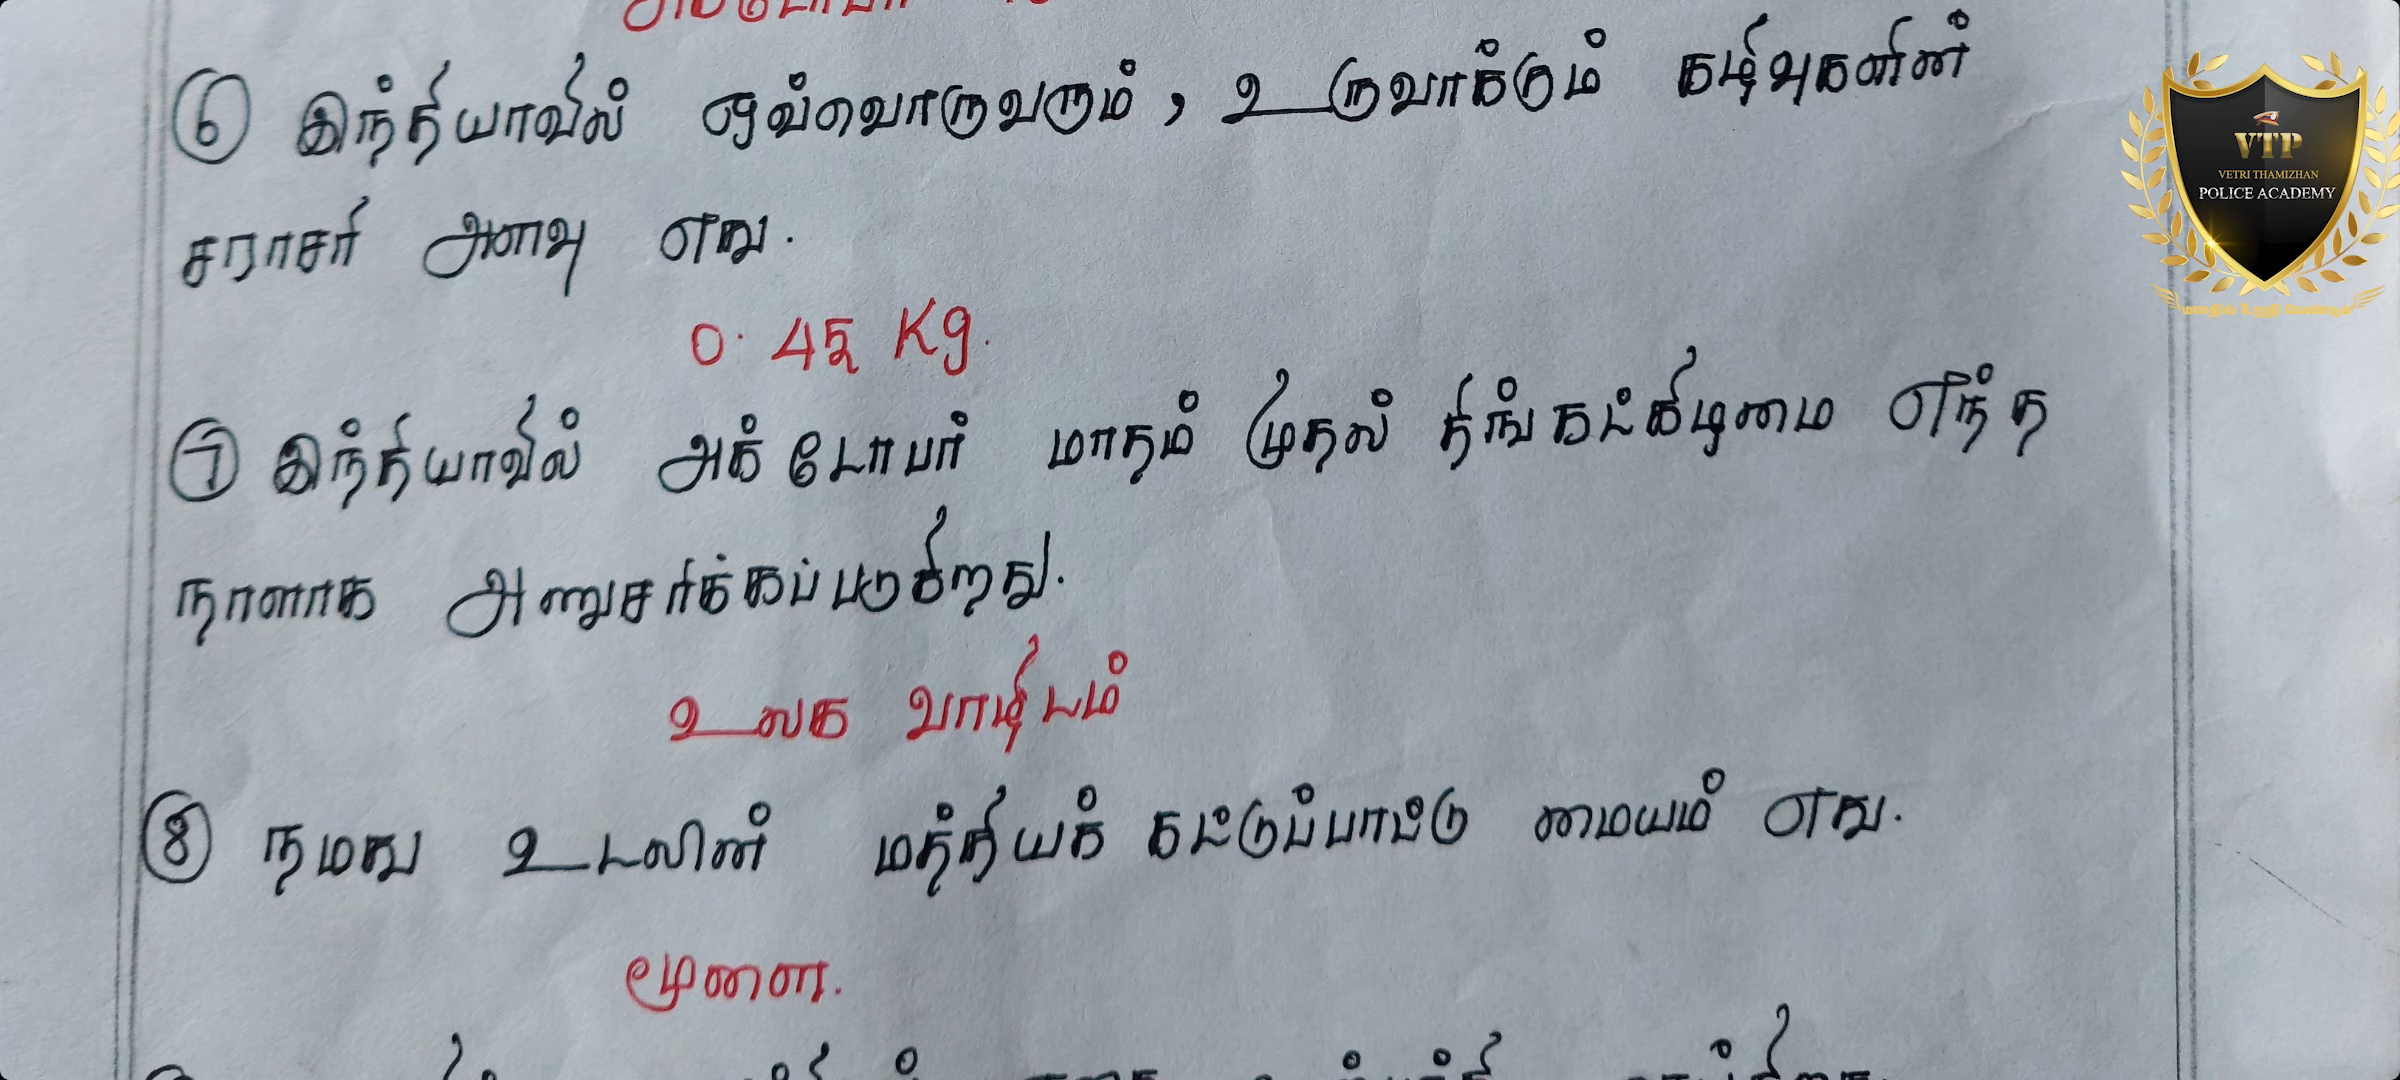 ⑥ இந்தியாவில் ஒவ்வொருவரும், உருவாக்கும் கழிவுகளின்
சராசரி அளவு எது.
0.45 Kg.
⑦ இந்தியாவில் அக்டோபர் மாதம் முதல் திங்கட்கிழமை எந்த
நாளாக அனுசரிக்கப்படுகிறது.
உலக வாழிடம்
⑧ நமது உடலின் மத்தியக் கட்டுப்பாட்டு மையம் எது.
மூளை.
VTP
VETRI THAMIZHAN
POLICE ACADEMY